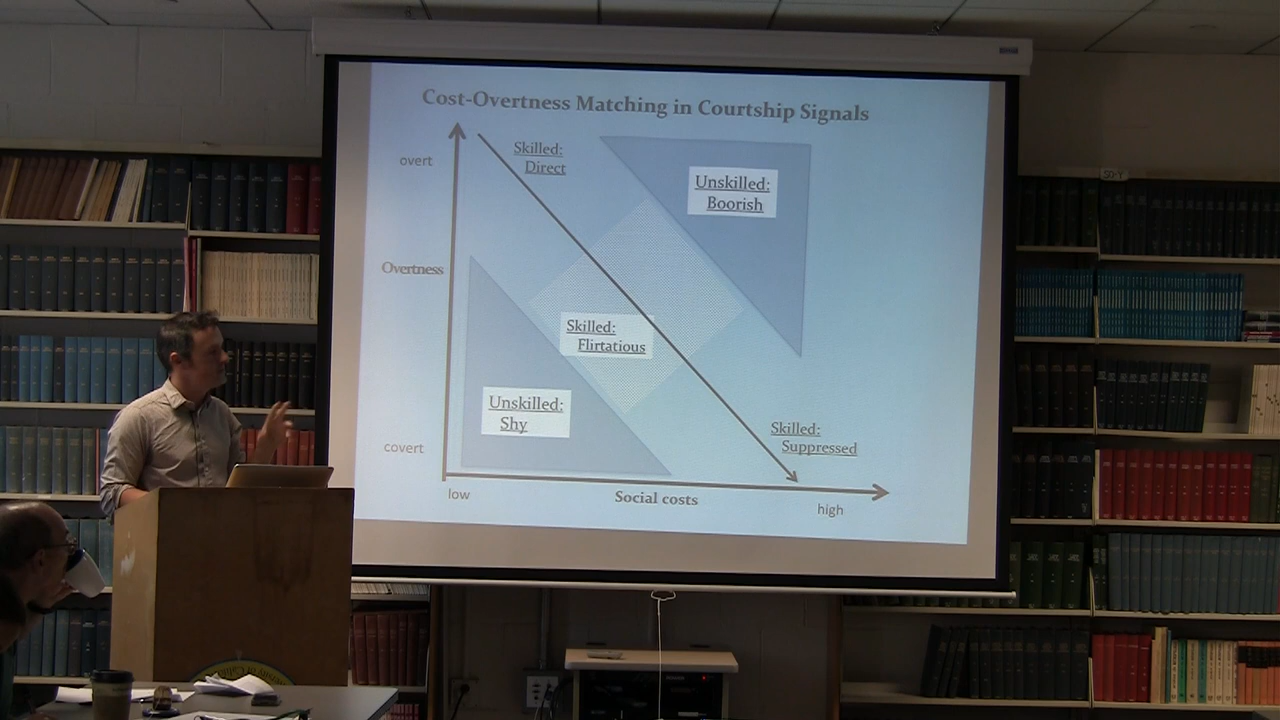 Cost-Overtness Matching in Courtship Signals
overt
Skilled:
Direct
Unskilled:
Boorish
Overtness
Skilled:
Flirtatious
Unskilled:
Shy
covert
Skilled:
Suppressed
low
Social costs
high